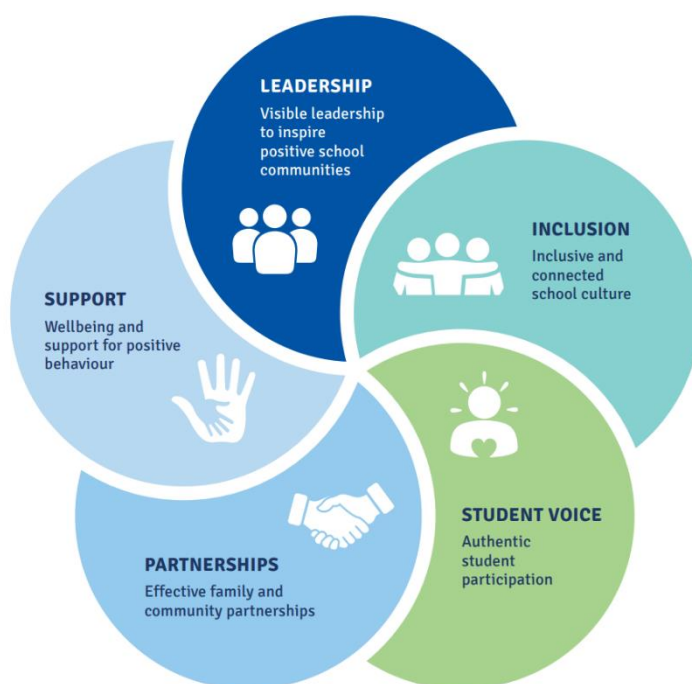 LEADERSHIP
Visible leadership
to inspire
positive school
communities
INCLUSION
Inclusive and
connected
school culture
STUDENT VOICE
Authentic
student
participation
PARTNERSHIPS
Effective family and
community partnerships
SUPPORT
Wellbeing and
support for positive
behaviour